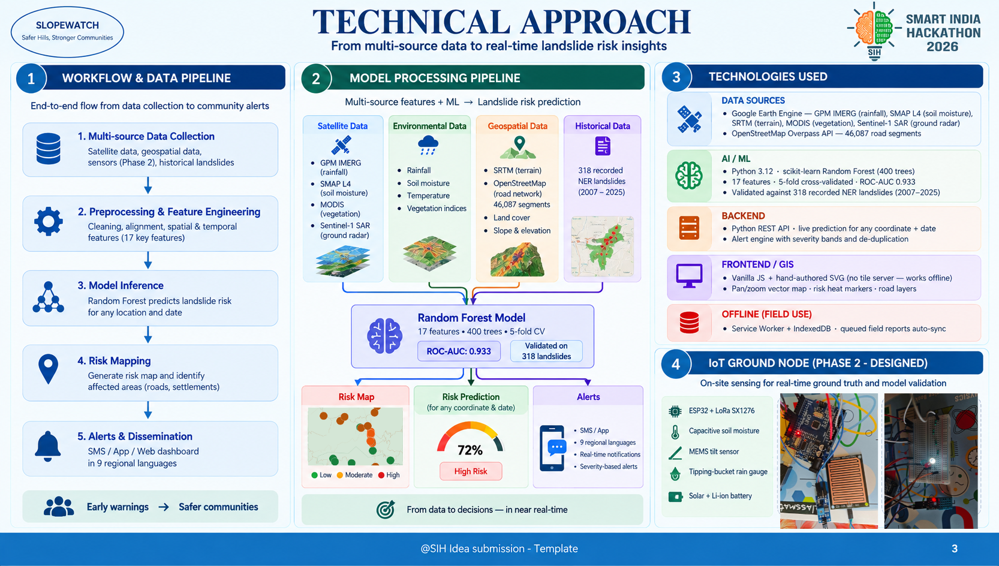 SLOPEWATCH
Safer Hills, Stronger Communities
TECHNICAL APPROACH
From multi-source data to real-time landslide risk insights
SIH
SMART INDIA
HACKATHON
2026
1
WORKFLOW & DATA PIPELINE
End-to-end flow from data collection to community alerts
1. Multi-source Data Collection
Satellite data, geospatial data,
sensors (Phase 2), historical landslides
2. Preprocessing & Feature Engineering
Cleaning, alignment, spatial & temporal
features (17 key features)
3. Model Inference
Random Forest predicts landslide risk
for any location and date
4. Risk Mapping
Generate risk map and identify
affected areas (roads, settlements)
5. Alerts & Dissemination
SMS / App / Web dashboard
in 9 regional languages
Early warnings → Safer communities
2
MODEL PROCESSING PIPELINE
Multi-source features + ML → Landslide risk prediction
Satellite Data
• GPM IMERG
(rainfall)
• SMAP L4
(soil moisture)
• MODIS
(vegetation)
• Sentinel-1 SAR
(ground radar)
Environmental Data
• Rainfall
• Soil moisture
• Temperature
• Vegetation indices
Geospatial Data
• SRTM (terrain)
• OpenStreetMap
(road network)
46,087 segments
• Land cover
• Slope & elevation
Historical Data
318 recorded
NER landslides
(2007 – 2025)
Random Forest Model
17 features • 400 trees • 5-fold CV
ROC-AUC: 0.933
Validated on
318 landslides
Risk Map
Low
Moderate
High
Risk Prediction
(for any coordinate & date)
72%
High Risk
Alerts
• SMS / App
• 9 regional languages
• Real-time notifications
• Severity-based alerts
From data to decisions — in near real-time
3
TECHNOLOGIES USED
DATA SOURCES
• Google Earth Engine — GPM IMERG (rainfall), SMAP L4 (soil moisture),
SRTM (terrain), MODIS (vegetation), Sentinel-1 SAR (ground radar)
• OpenStreetMap Overpass API — 46,087 road segments
AI / ML
• Python 3.12 · scikit-learn Random Forest (400 trees)
• 17 features · 5-fold cross-validated · ROC-AUC 0.933
• Validated against 318 recorded NER landslides (2007–2025)
BACKEND
• Python REST API · live prediction for any coordinate + date
• Alert engine with severity bands and de-duplication
FRONTEND / GIS
• Vanilla JS + hand-authored SVG (no tile server — works offline)
• Pan/zoom vector map · risk heat markers · road layers
OFFLINE (FIELD USE)
• Service Worker + IndexedDB · queued field reports auto-sync
4
IoT GROUND NODE (PHASE 2 - DESIGNED)
On-site sensing for real-time ground truth and model validation
ESP32 + LoRa SX1276
Capacitive soil moisture
MEMS tilt sensor
Tipping-bucket rain gauge
Solar + Li-ion battery
UNO
@SIH Idea submission - Template
3